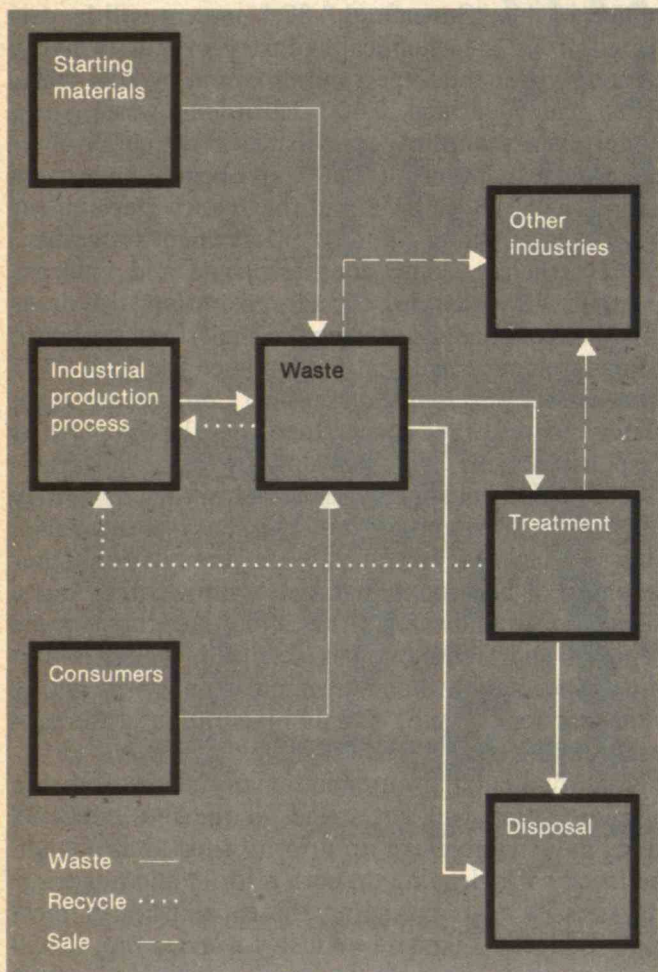 Starting
materials
Other
industries
Industrial
production
process
Waste
Treatment
Consumers
Disposal
Waste
Recycle
Sale